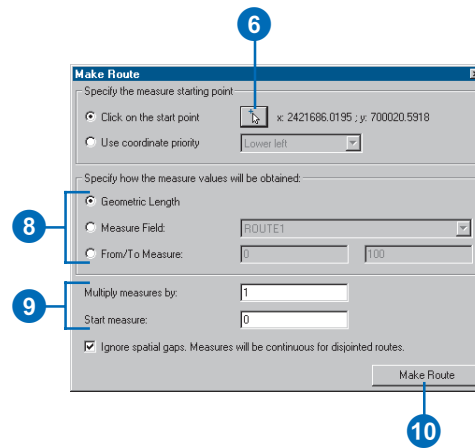 6
Make Route
Specify the measure starting point
Click on the start point x: 2421686.0195 ; y: 700020.5918
Use coordinate priority Lower left
Specify how the measure values will be obtained:
8
Geometric Length
Measure Field: ROUTE1
From/To Measure: 0 100
9
Multiply measures by: 1
Start measure: 0
Ignore spatial gaps. Measures will be continuous for disjointed routes.
Make Route
10